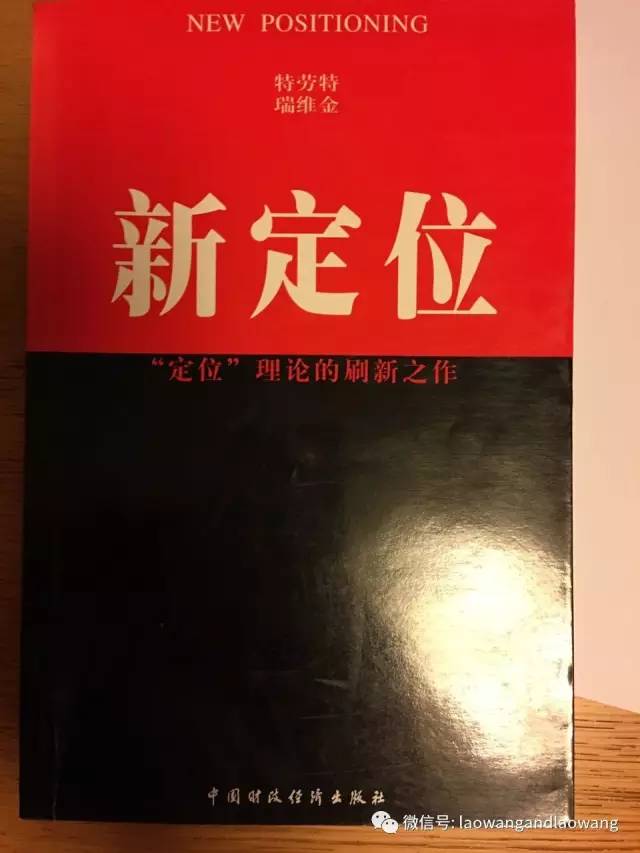 NEW POSITIONING
特劳特
瑞维金
新定位
“定位”理论的刷新之作
中国财政经济出版社
微信号: laowangandlaowang